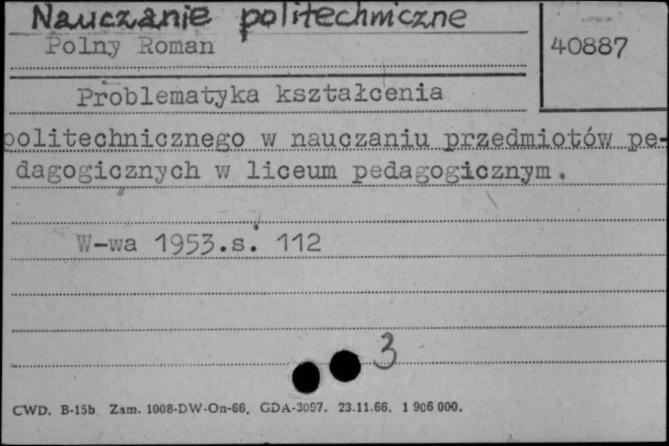 Nauczanie politechniczne
Polny Roman
40887
Problematyka kształcenia
politechnicznego w nauczaniu przedmiotów pe-
dagogicznych w liceum pedagogicznym.
W-wa 1953.s. 112
3
CWD. B-15b. Zam. 1008-DW-On-66. GDA-3097. 23.11.66. 1 906 000.